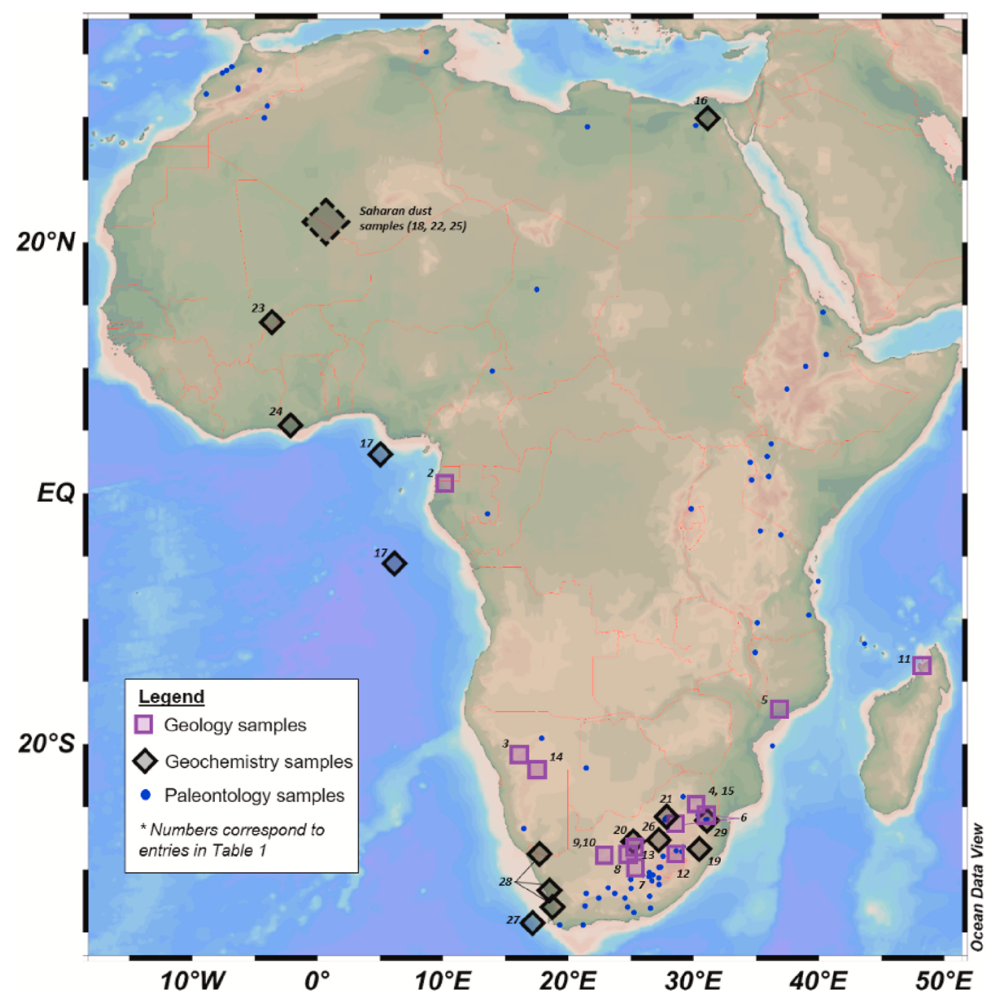 16
Saharan dust
samples (18, 22, 25)
20°N
23
24
17
2
EQ
17
11
5
Legend
Geology samples
Geochemistry samples
Paleontology samples
* Numbers correspond to
entries in Table 1
20°S
3
14
4, 15
21
6
20
26
29
9,10
13
19
8
12
28
7
27
Ocean Data View
10°W
0°
10°E
20°E
30°E
40°E
50°E